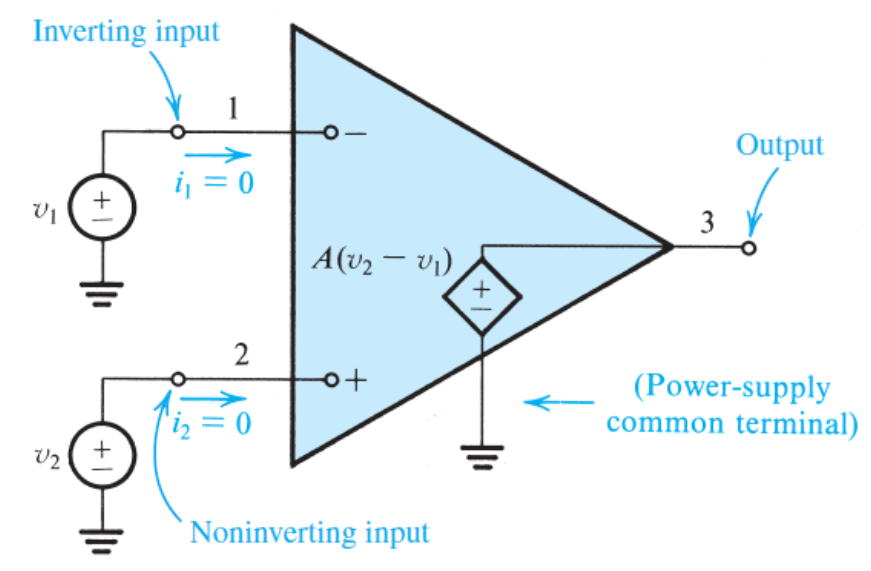 Inverting input
1
−
i₁ = 0
v₁
+
−
Output
3
A(v₂ − v₁)
+
−
2
+
i₂ = 0
(Power-supply
common terminal)
v₂
+
−
Noninverting input